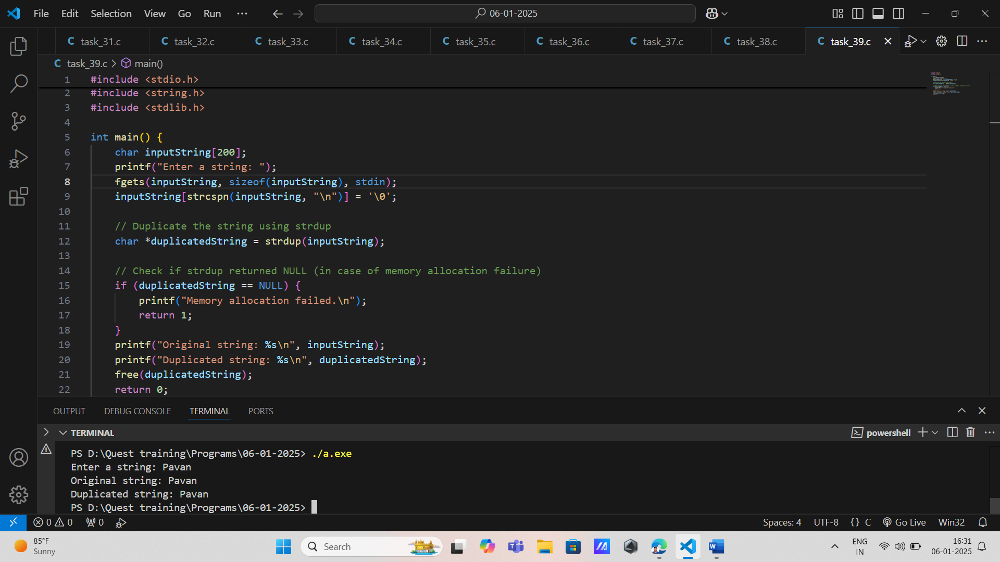 File Edit Selection View Go Run ··· 06-01-2025
task_31.c task_32.c task_33.c task_34.c task_35.c task_36.c task_37.c task_38.c task_39.c
C task_39.c > main()
1 #include <stdio.h>
2 #include <string.h>
3 #include <stdlib.h>
4
5 int main() {
6 char inputString[200];
7 printf("Enter a string: ");
8 fgets(inputString, sizeof(inputString), stdin);
9 inputString[strcspn(inputString, "\n")] = '\0';
10
11 // Duplicate the string using strdup
12 char *duplicatedString = strdup(inputString);
13
14 // Check if strdup returned NULL (in case of memory allocation failure)
15 if (duplicatedString == NULL) {
16 printf("Memory allocation failed.\n");
17 return 1;
18 }
19 printf("Original string: %s\n", inputString);
20 printf("Duplicated string: %s\n", duplicatedString);
21 free(duplicatedString);
22 return 0;
OUTPUT DEBUG CONSOLE TERMINAL PORTS
TERMINAL powershell
PS D:\Quest training\Programs\06-01-2025> ./a.exe
Enter a string: Pavan
Original string: Pavan
Duplicated string: Pavan
PS D:\Quest training\Programs\06-01-2025>
0 0 0 Spaces: 4 UTF-8 {} C Go Live Win32
85°F
Sunny
Search
ENG
IN
16:31
06-01-2025